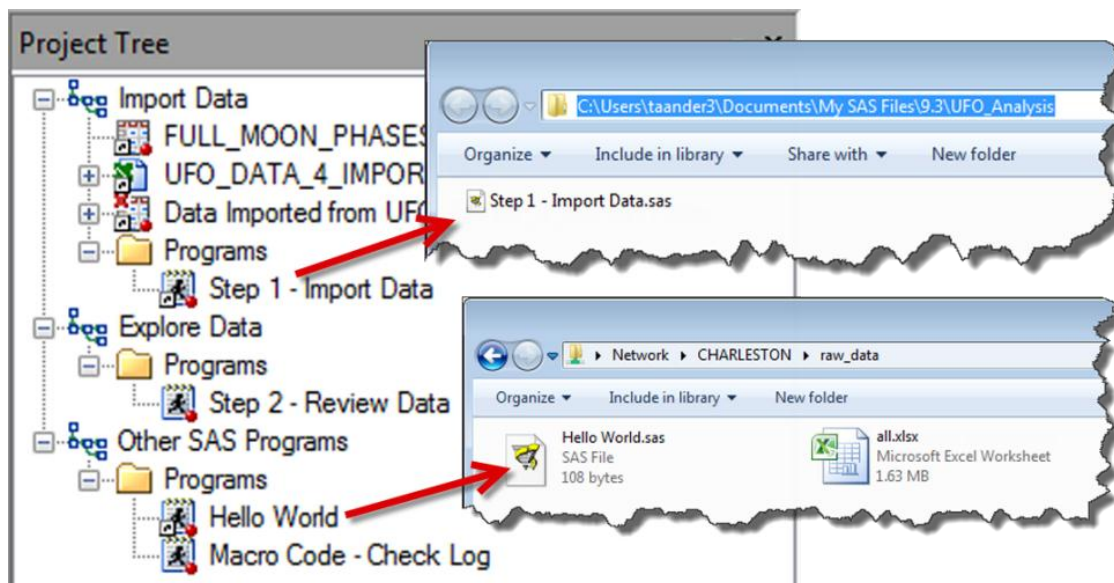 Project Tree
Import Data
FULL_MOON_PHASES
UFO_DATA_4_IMPOR
Data Imported from UFO
Programs
Step 1 - Import Data
Explore Data
Programs
Step 2 - Review Data
Other SAS Programs
Programs
Hello World
Macro Code - Check Log
C:\Users\taander3\Documents\My SAS Files\9.3\UFO_Analysis
Organize Include in library Share with New folder
Step 1 - Import Data.sas
Network CHARLESTON raw_data
Organize Include in library New folder
Hello World.sas
SAS File
108 bytes
all.xlsx
Microsoft Excel Worksheet
1.63 MB